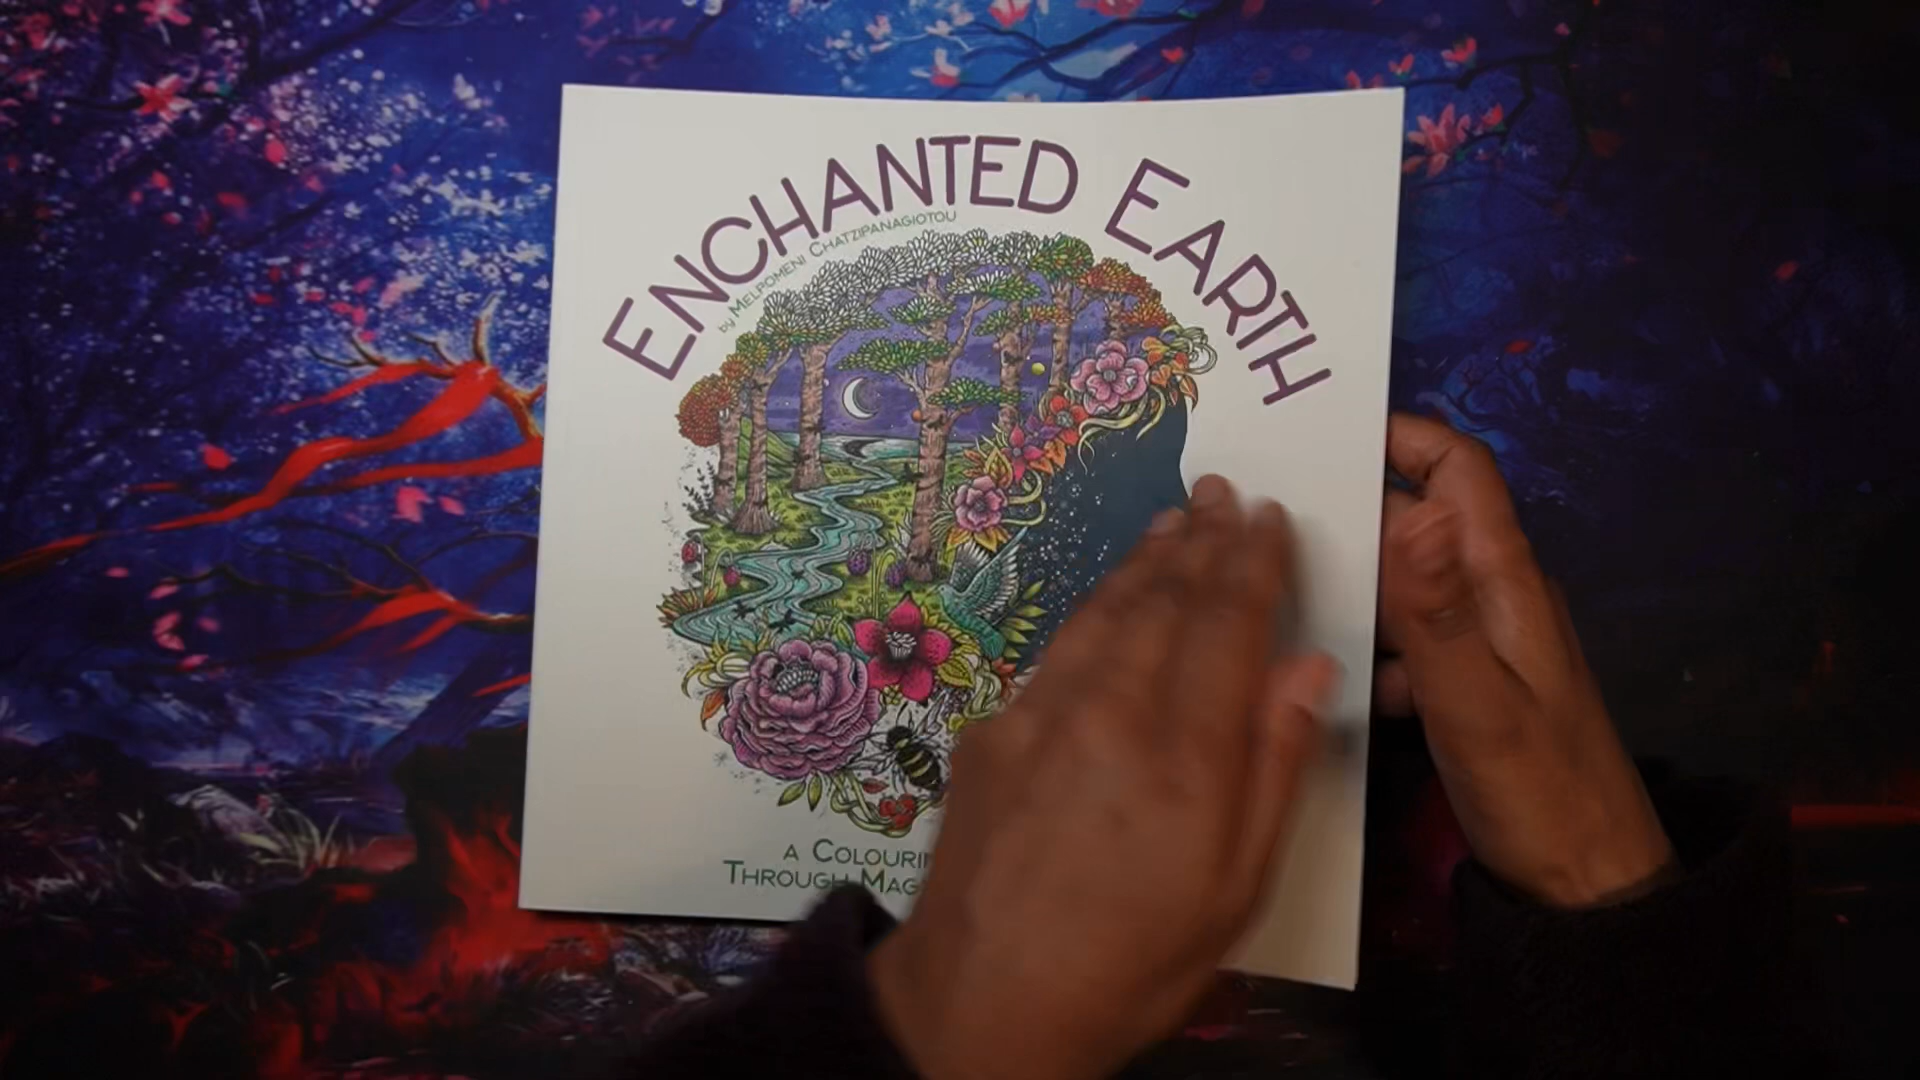 ENCHANTED EARTH
by MELPOMENI CHATZIPANAGIOTOU
A COLOURIN
THROUGH MAG